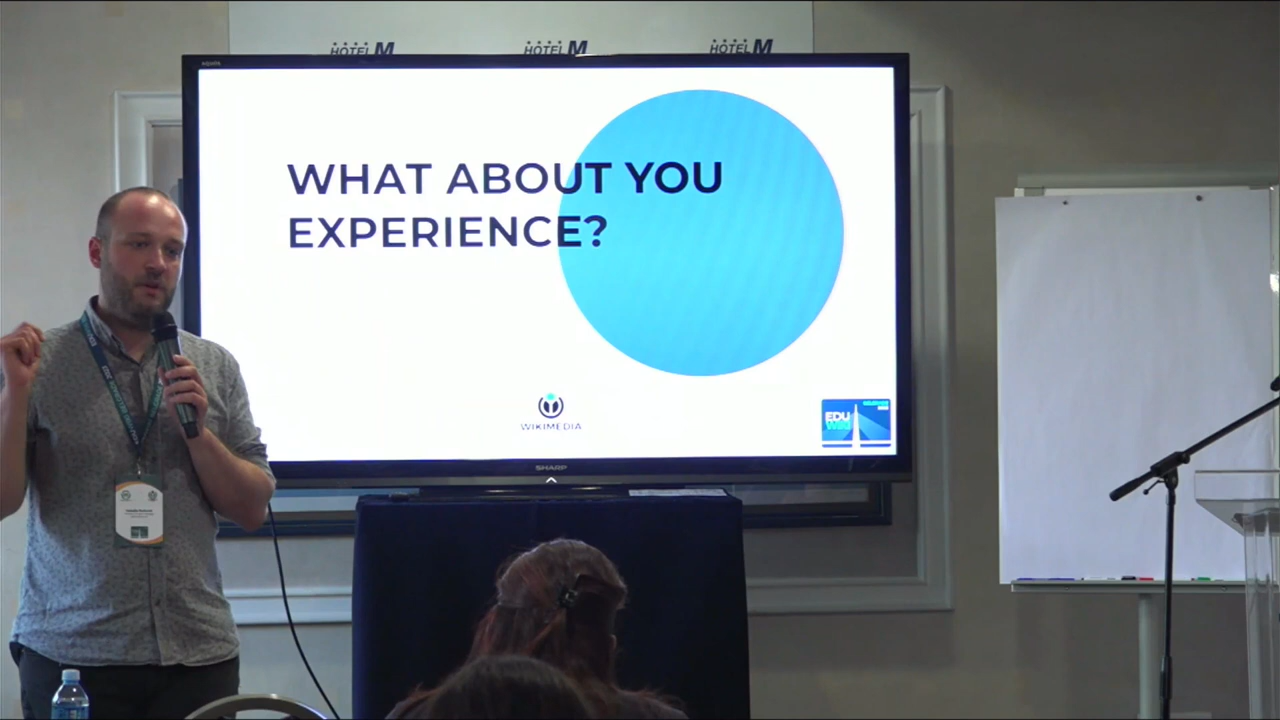 HOTEL M
HOTEL M
HOTEL M
WHAT ABOUT YOU
EXPERIENCE?
WIKIMEDIA
EDU
WIKI
SHARP